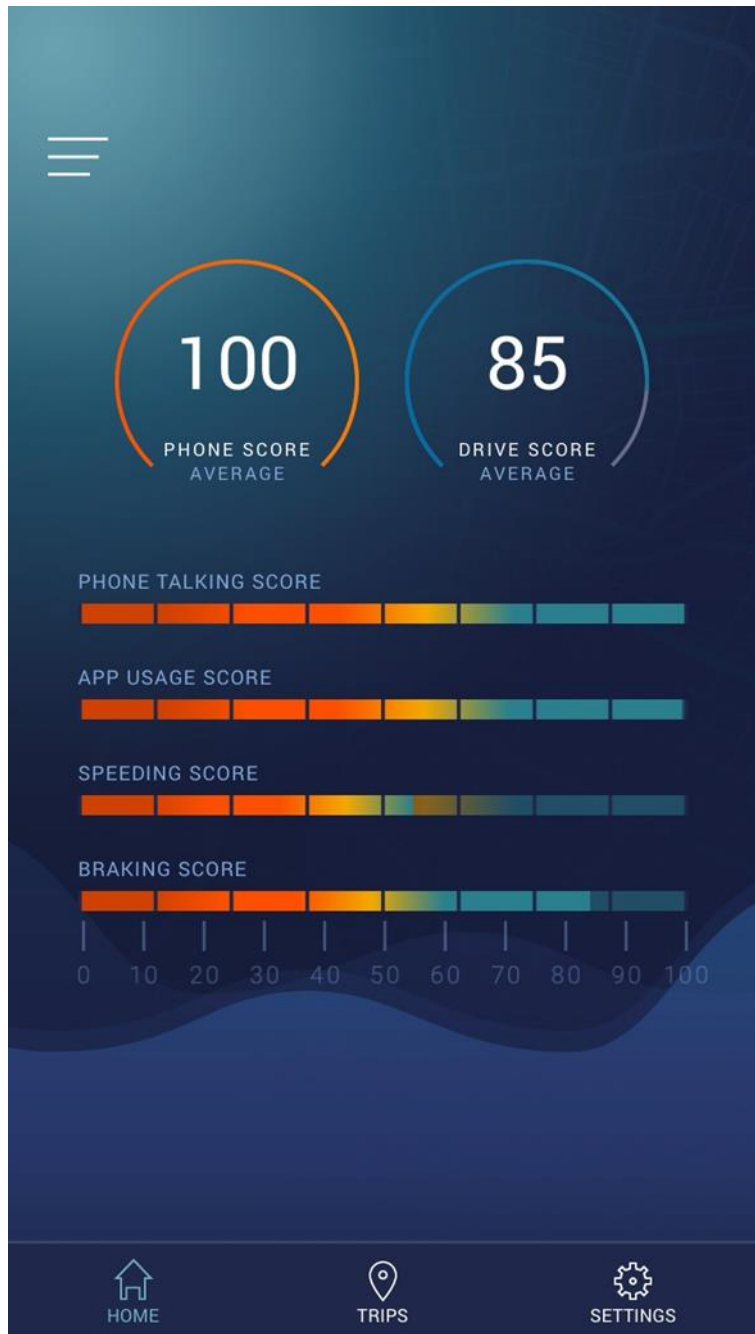 100
85
PHONE SCORE
AVERAGE
DRIVE SCORE
AVERAGE
PHONE TALKING SCORE
APP USAGE SCORE
SPEEDING SCORE
BRAKING SCORE
0 10 20 30 40 50 60 70 80 90 100
HOME
TRIPS
SETTINGS